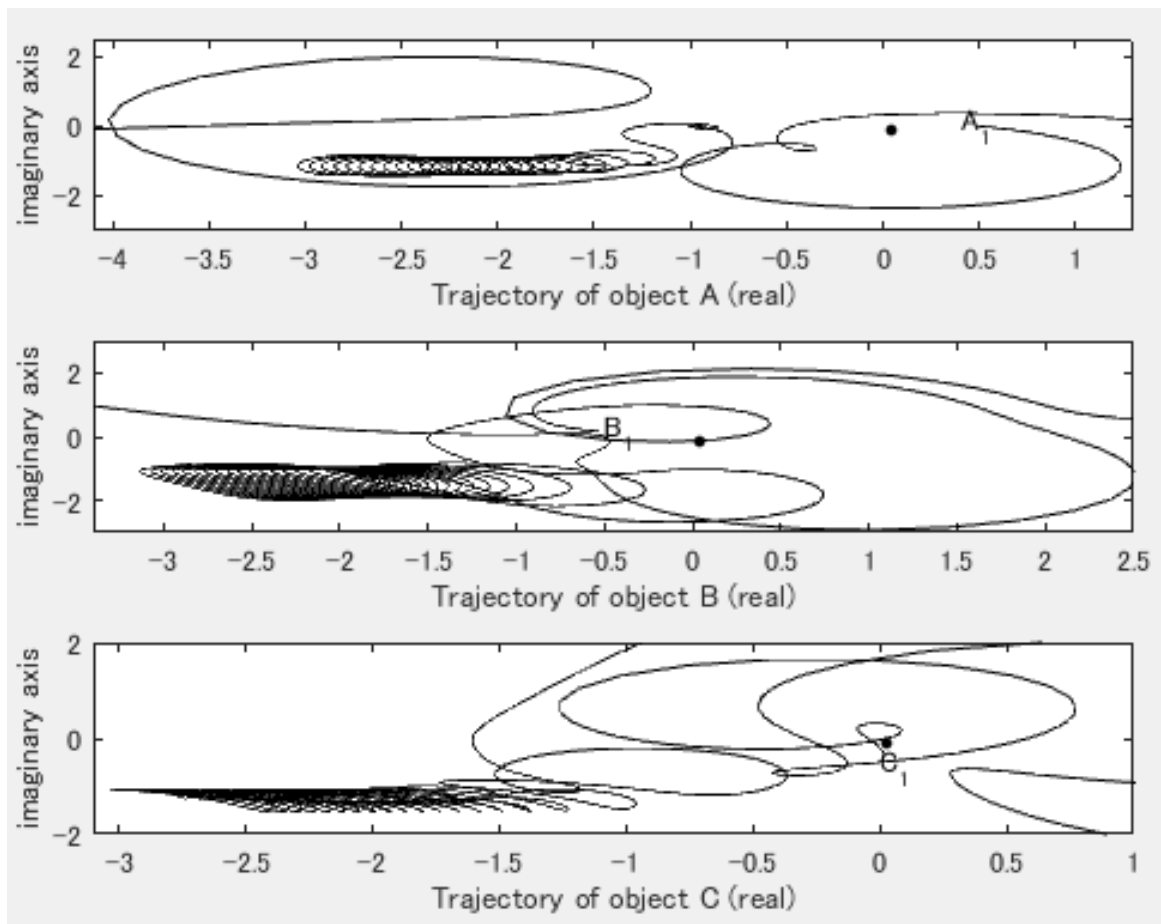 imaginary axis
2
0
−2
A1
−4 −3.5 −3 −2.5 −2 −1.5 −1 −0.5 0 0.5 1
Trajectory of object A (real)
imaginary axis
2
0
−2
B1
−3 −2.5 −2 −1.5 −1 −0.5 0 0.5 1 1.5 2 2.5
Trajectory of object B (real)
imaginary axis
2
0
−2
C1
−3 −2.5 −2 −1.5 −1 −0.5 0 0.5 1
Trajectory of object C (real)